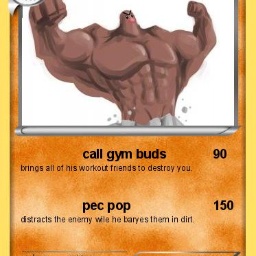 call gym buds 90
brings all of his workout friends to destroy you.
pec pop 150
distracts the enemy wile he baryes them in dirt